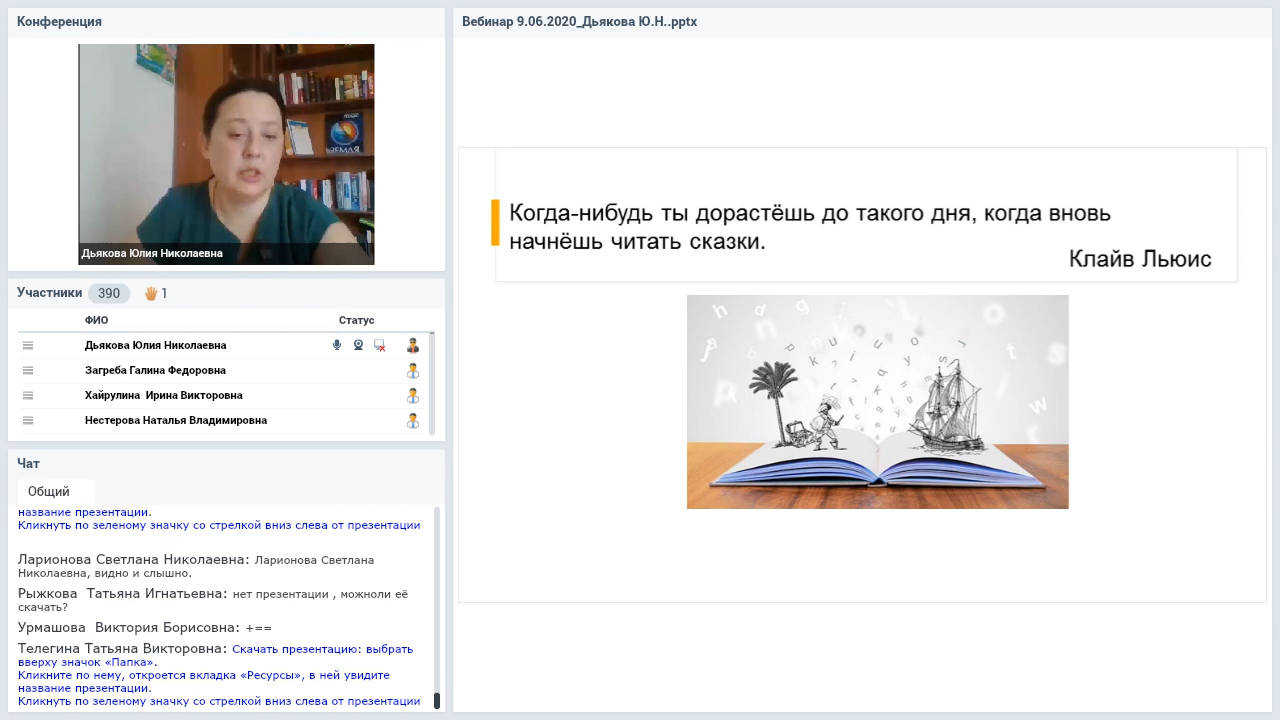 Конференция
Дьякова Юлия Николаевна
Участники 390 1
ФИО Статус
Дьякова Юлия Николаевна
Загреба Галина Федоровна
Хайрулина Ирина Викторовна
Нестерова Наталья Владимировна
Чат
Общий
название презентации.
Кликнуть по зеленому значку со стрелкой вниз слева от презентации
Ларионова Светлана Николаевна: Ларионова Светлана
Николаевна, видно и слышно.
Рыжкова Татьяна Игнатьевна: нет презентации , можноли её
скачать?
Урмашова Виктория Борисовна: +==
Телегина Татьяна Викторовна: Скачать презентацию: выбрать
вверху значок «Папка».
Кликните по нему, откроется вкладка «Ресурсы», в ней увидите
название презентации.
Кликнуть по зеленому значку со стрелкой вниз слева от презентации
Вебинар 9.06.2020_Дьякова Ю.Н..pptx
Когда-нибудь ты дорастёшь до такого дня, когда вновь
начнёшь читать сказки.
Клайв Льюис